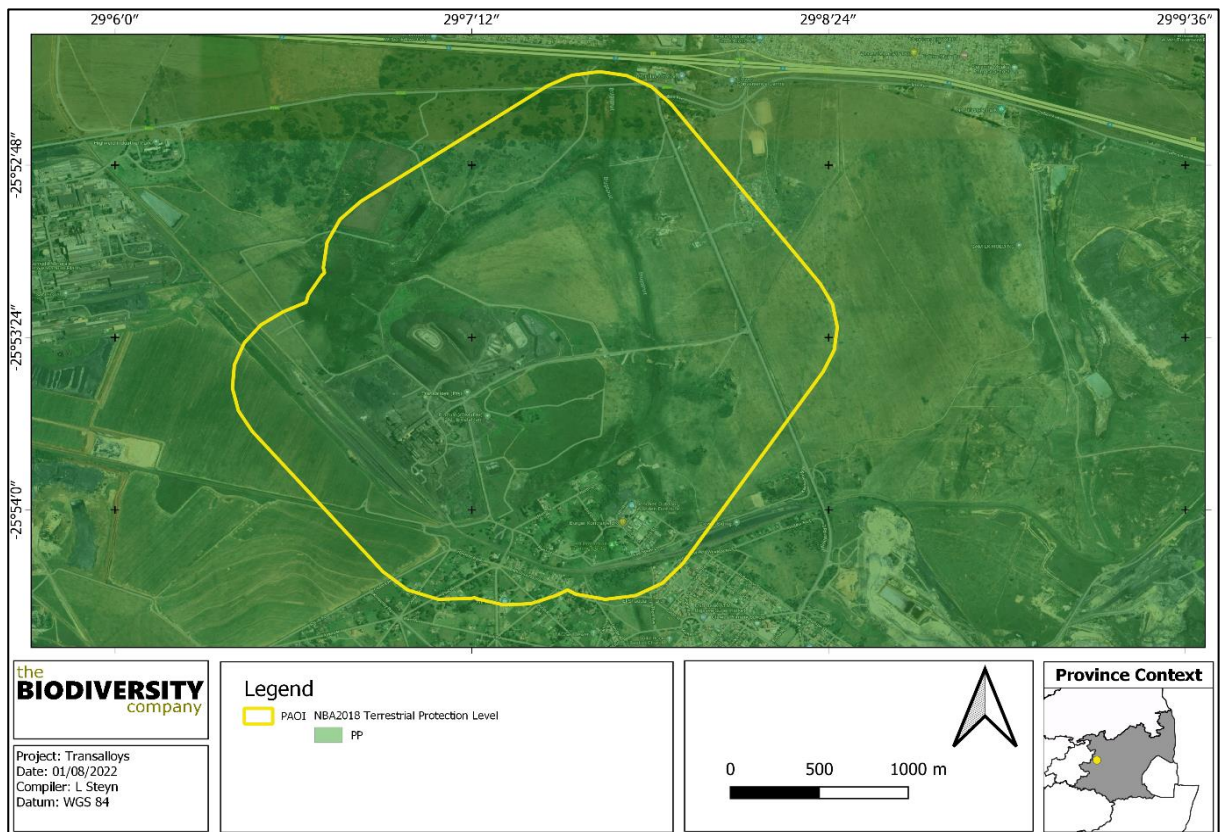 29°6′0″ 29°7′12″ 29°8′24″ 29°9′36″
-25°52′48″
-25°53′24″
-25°54′0″
the
BIODIVERSITY
company
Project: Transalloys
Date: 01/08/2022
Compiler: L Steyn
Datum: WGS 84
Legend
PAOI NBA2018 Terrestrial Protection Level
PP
0 500 1000 m
Province Context